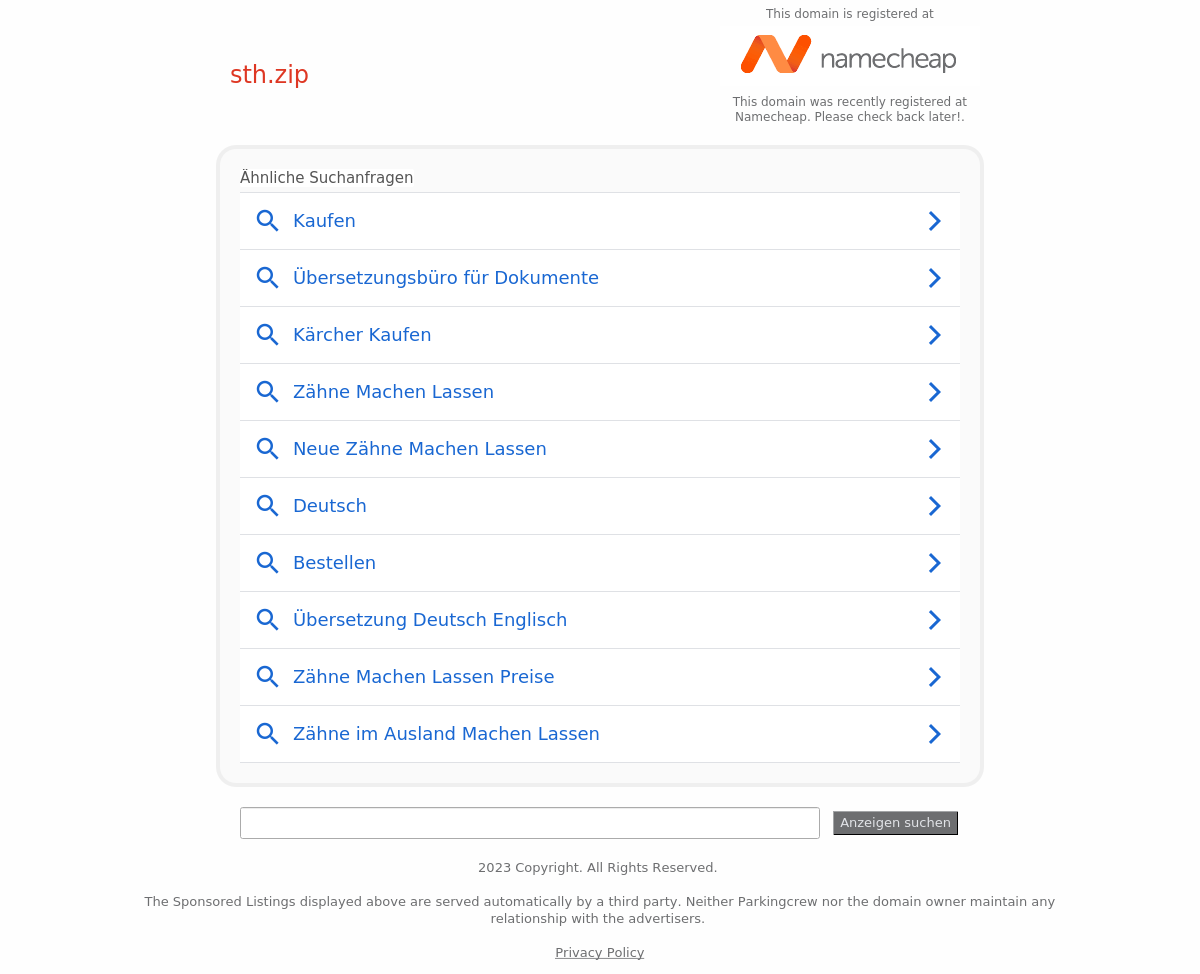 This domain is registered at
namecheap
sth.zip
This domain was recently registered at
Namecheap. Please check back later!.
Ähnliche Suchanfragen
Kaufen
Übersetzungsbüro für Dokumente
Kärcher Kaufen
Zähne Machen Lassen
Neue Zähne Machen Lassen
Deutsch
Bestellen
Übersetzung Deutsch Englisch
Zähne Machen Lassen Preise
Zähne im Ausland Machen Lassen
Anzeigen suchen
2023 Copyright. All Rights Reserved.
The Sponsored Listings displayed above are served automatically by a third party. Neither Parkingcrew nor the domain owner maintain any
relationship with the advertisers.
Privacy Policy